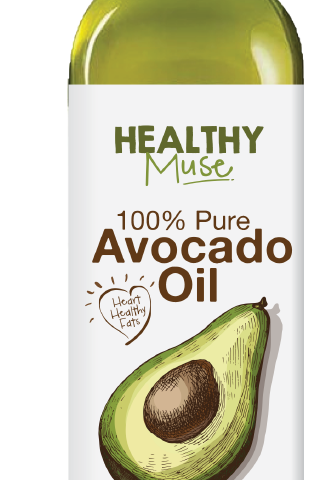 HEALTHY
Muse
100% Pure
Avocado
Oil
Heart
Healthy
Fats